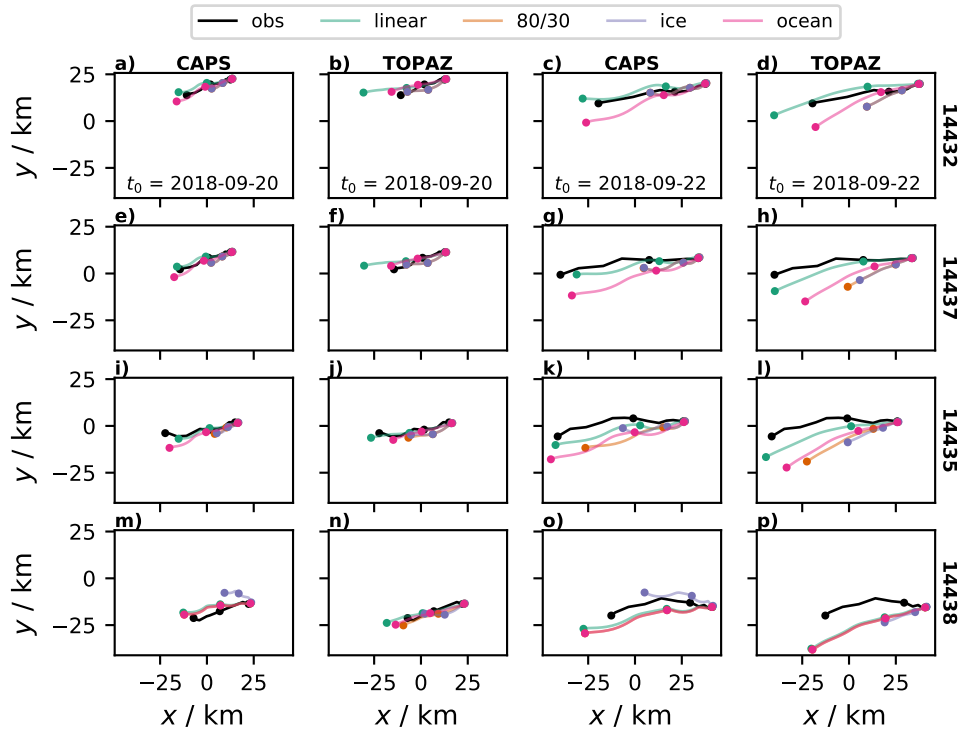 obs linear 80/30 ice ocean
a) CAPS b) TOPAZ c) CAPS d) TOPAZ
25
0
−25
y / km
t0 = 2018-09-20 t0 = 2018-09-20 t0 = 2018-09-22 t0 = 2018-09-22
14432
e) f) g) h)
25
0
−25
y / km
14437
i) j) k) l)
25
0
−25
y / km
14435
m) n) o) p)
25
0
−25
y / km
14438
−25 0 25 −25 0 25 −25 0 25 −25 0 25
x / km x / km x / km x / km